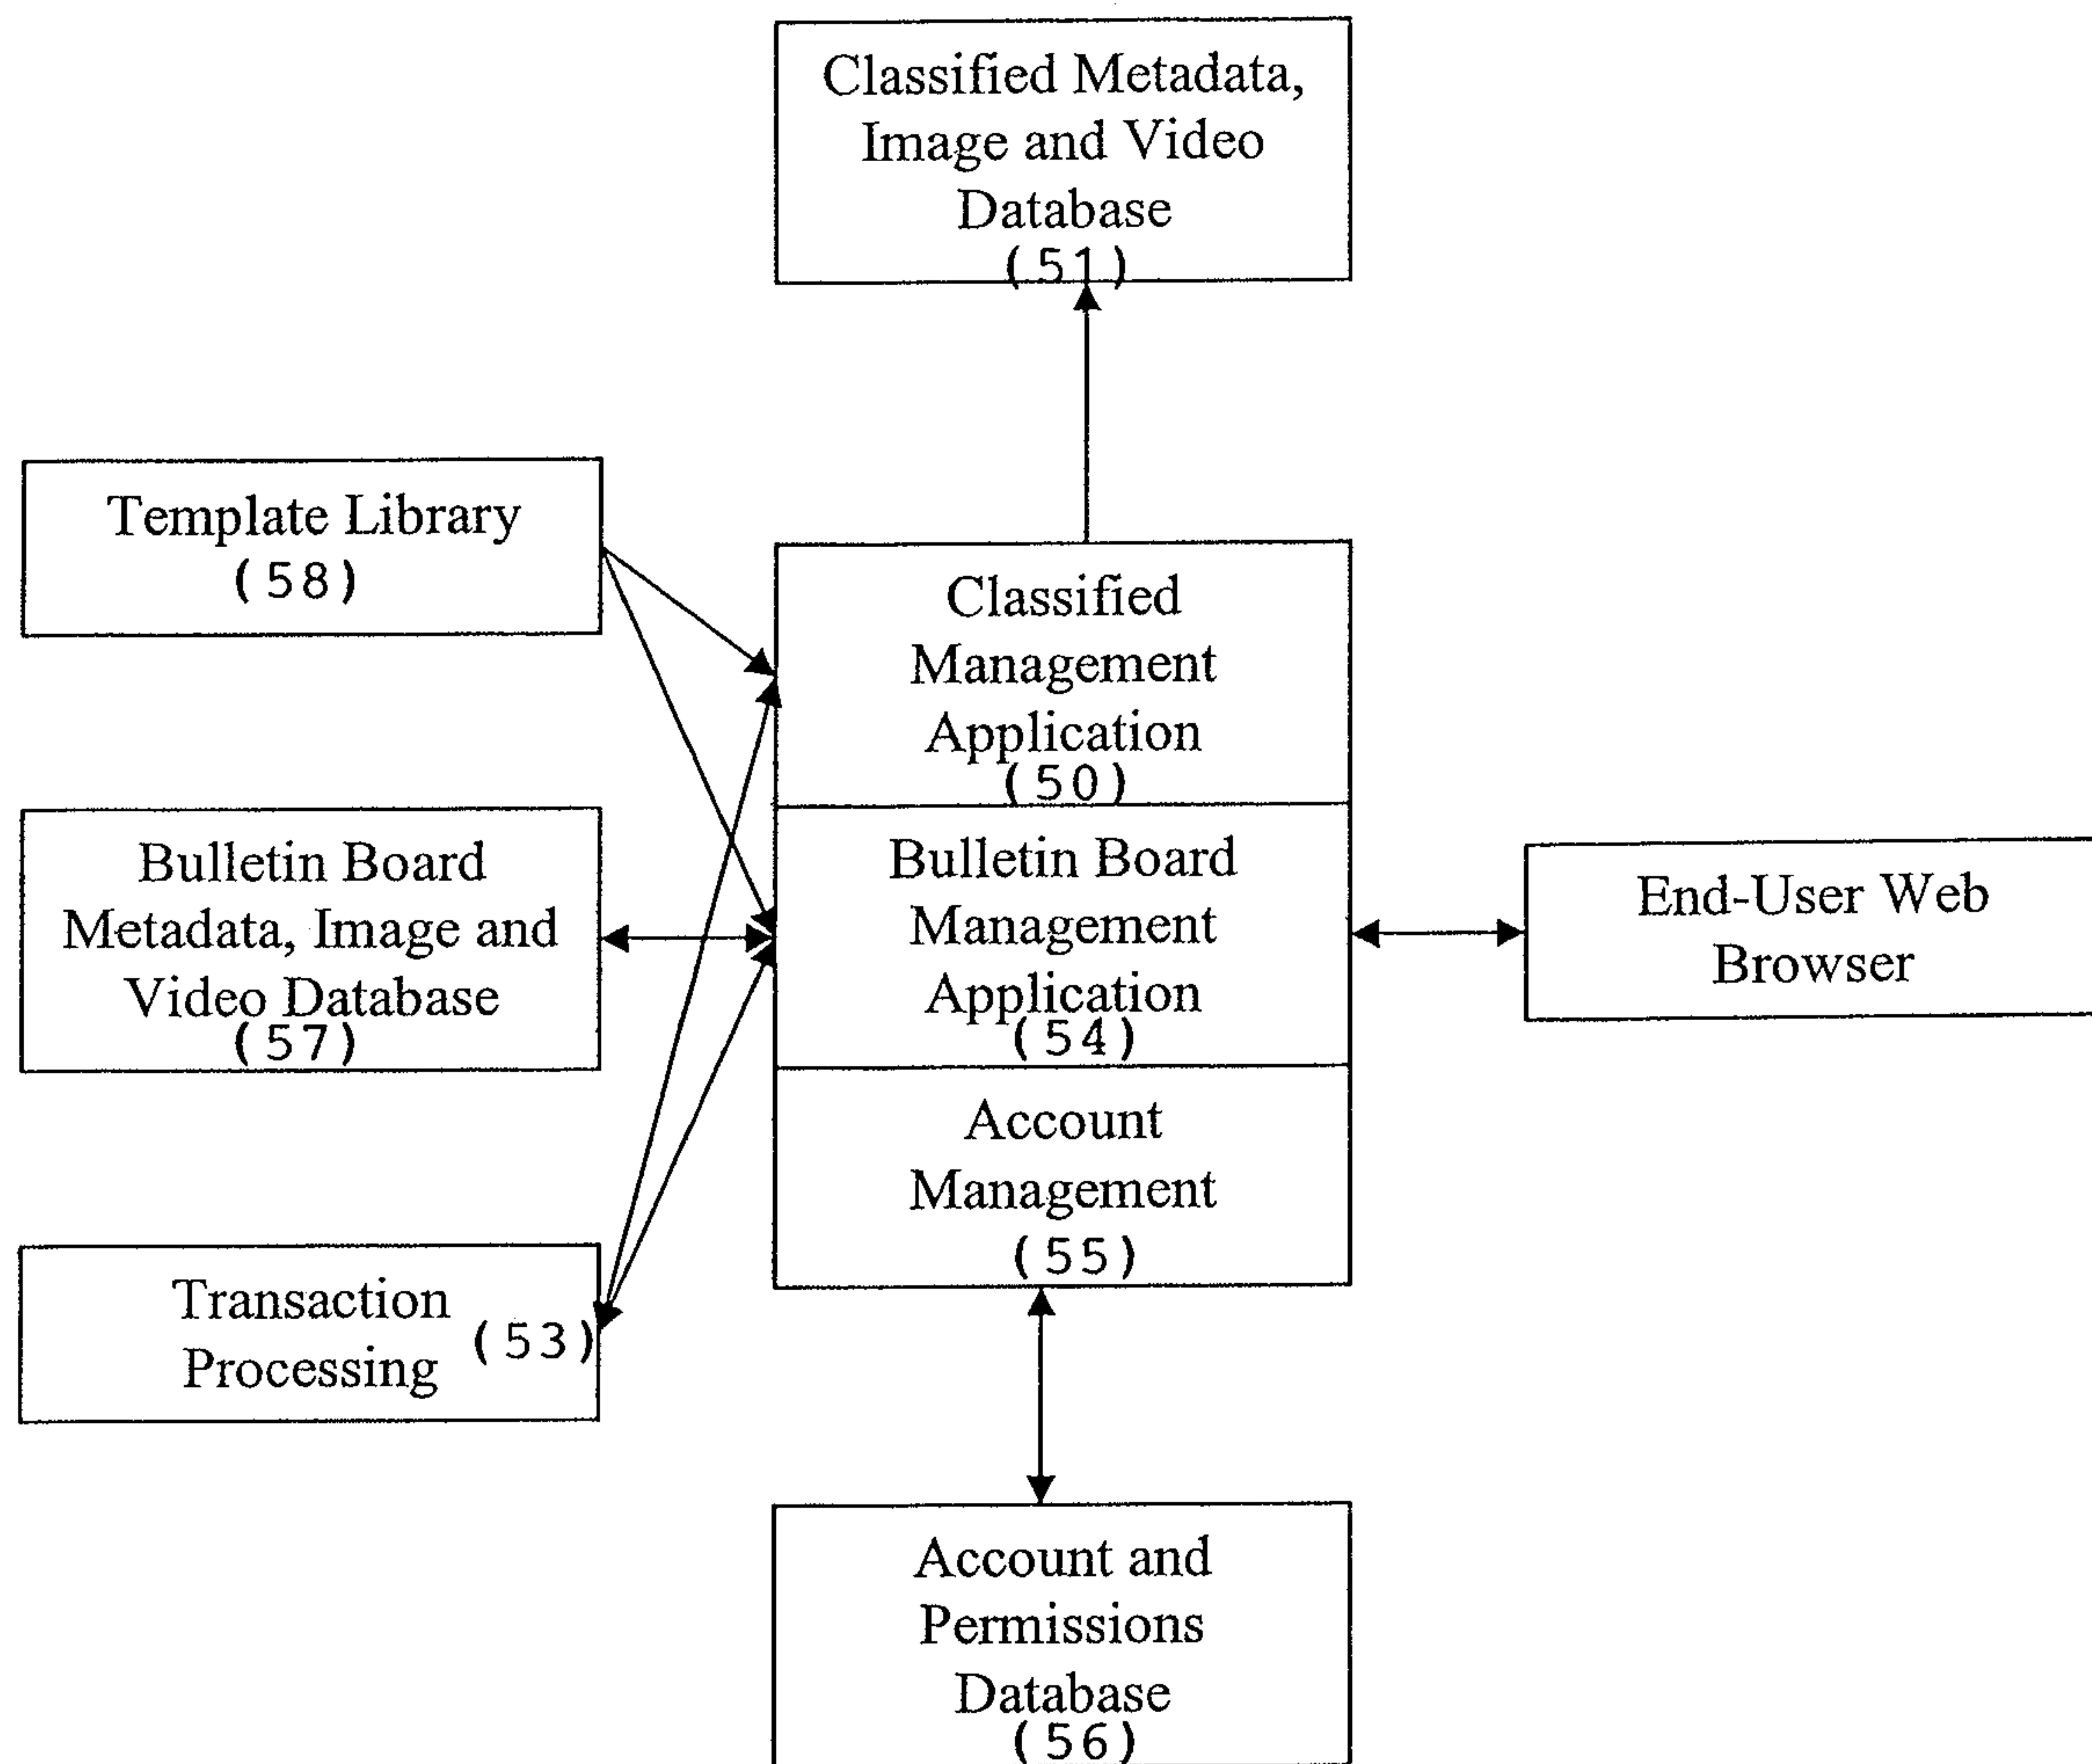 Classified Metadata,
Image and Video
Database
(51)
Template Library
(58)
Classified
Management
Application
(50)
Bulletin Board
Metadata, Image and
Video Database
(57)
Bulletin Board
Management
Application
(54)
End-User Web
Browser
Account
Management
(55)
Transaction
Processing
(53)
Account and
Permissions
Database
(56)